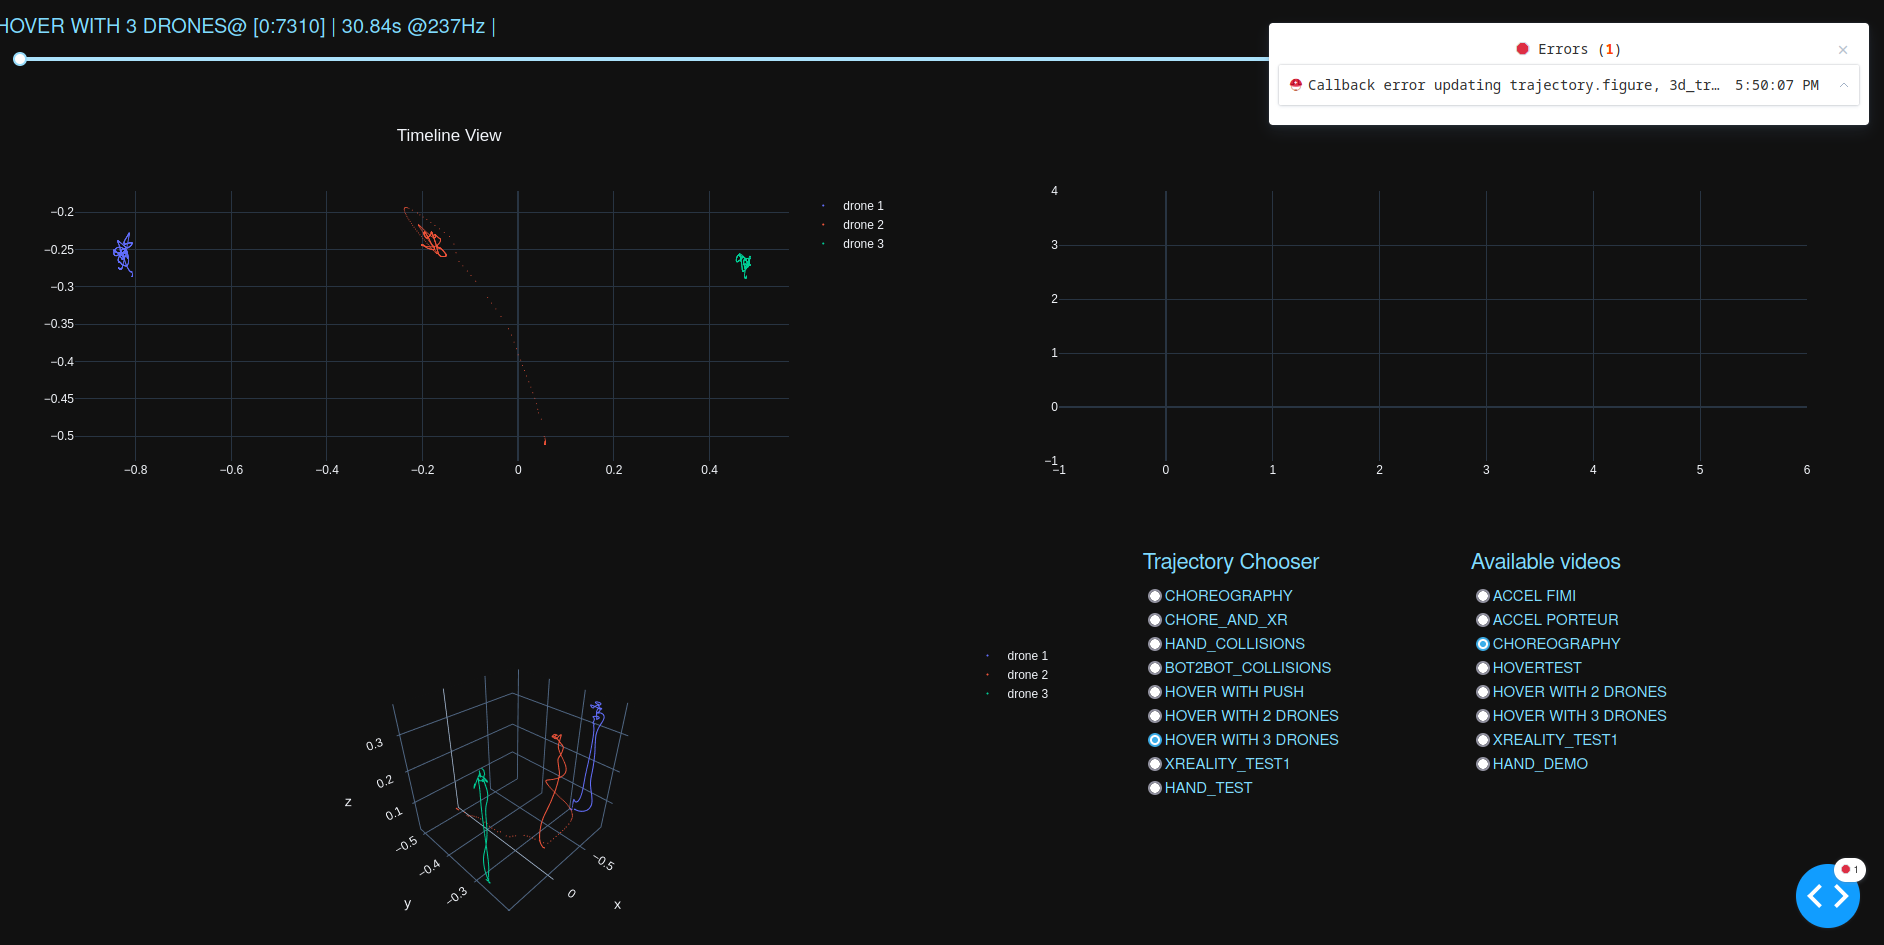 HOVER WITH 3 DRONES@ [0:7310] | 30.84s @237Hz |
Errors (1)
×
Callback error updating trajectory.figure, 3d_tr… 5:50:07 PM
Timeline View
−0.2
−0.25
−0.3
−0.35
−0.4
−0.45
−0.5
−0.8
−0.6
−0.4
−0.2
0
0.2
0.4
drone 1
drone 2
drone 3
4
3
2
1
0
−1
−1
0
1
2
3
4
5
6
drone 1
drone 2
drone 3
0.3
0.2
0.1
z
−0.5
−0.4
−0.3
y
−0.5
0
x
Trajectory Chooser
CHOREOGRAPHY
CHORE_AND_XR
HAND_COLLISIONS
BOT2BOT_COLLISIONS
HOVER WITH PUSH
HOVER WITH 2 DRONES
HOVER WITH 3 DRONES
XREALITY_TEST1
HAND_TEST
Available videos
ACCEL FIMI
ACCEL PORTEUR
CHOREOGRAPHY
HOVERTEST
HOVER WITH 2 DRONES
HOVER WITH 3 DRONES
XREALITY_TEST1
HAND_DEMO
1